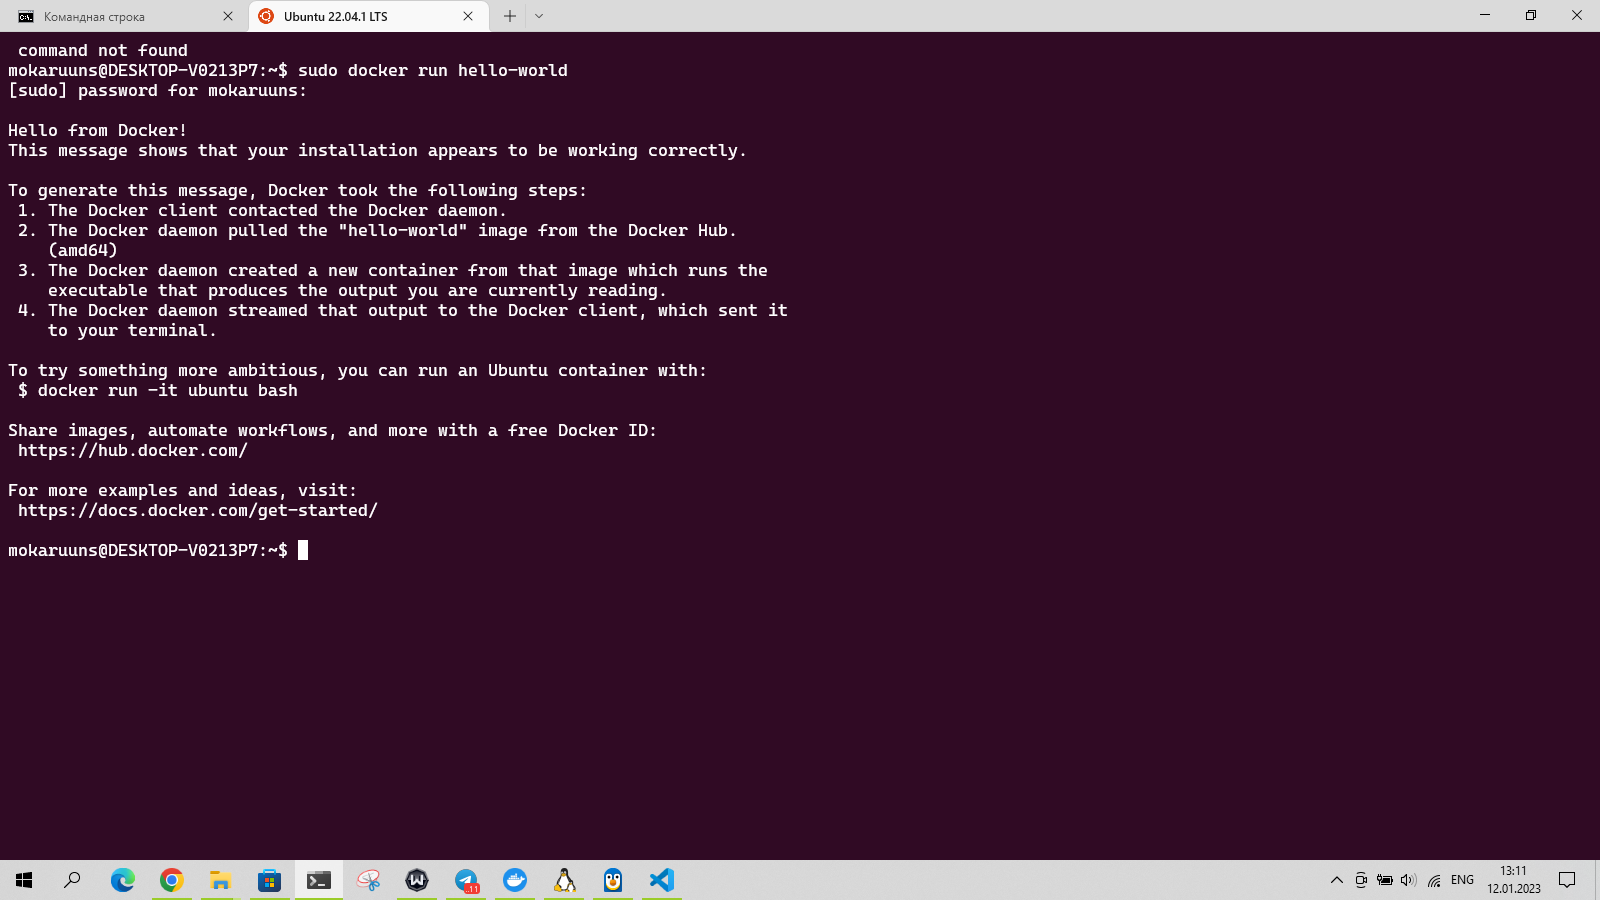 Командная строка
Ubuntu 22.04.1 LTS
command not found
mokaruuns@DESKTOP-V0213P7:~$ sudo docker run hello-world
[sudo] password for mokaruuns:
Hello from Docker!
This message shows that your installation appears to be working correctly.
To generate this message, Docker took the following steps:
1. The Docker client contacted the Docker daemon.
2. The Docker daemon pulled the "hello-world" image from the Docker Hub.
(amd64)
3. The Docker daemon created a new container from that image which runs the
executable that produces the output you are currently reading.
4. The Docker daemon streamed that output to the Docker client, which sent it
to your terminal.
To try something more ambitious, you can run an Ubuntu container with:
$ docker run -it ubuntu bash
Share images, automate workflows, and more with a free Docker ID:
https://hub.docker.com/
For more examples and ideas, visit:
https://docs.docker.com/get-started/
mokaruuns@DESKTOP-V0213P7:~$
..11
ENG
13:11
12.01.2023